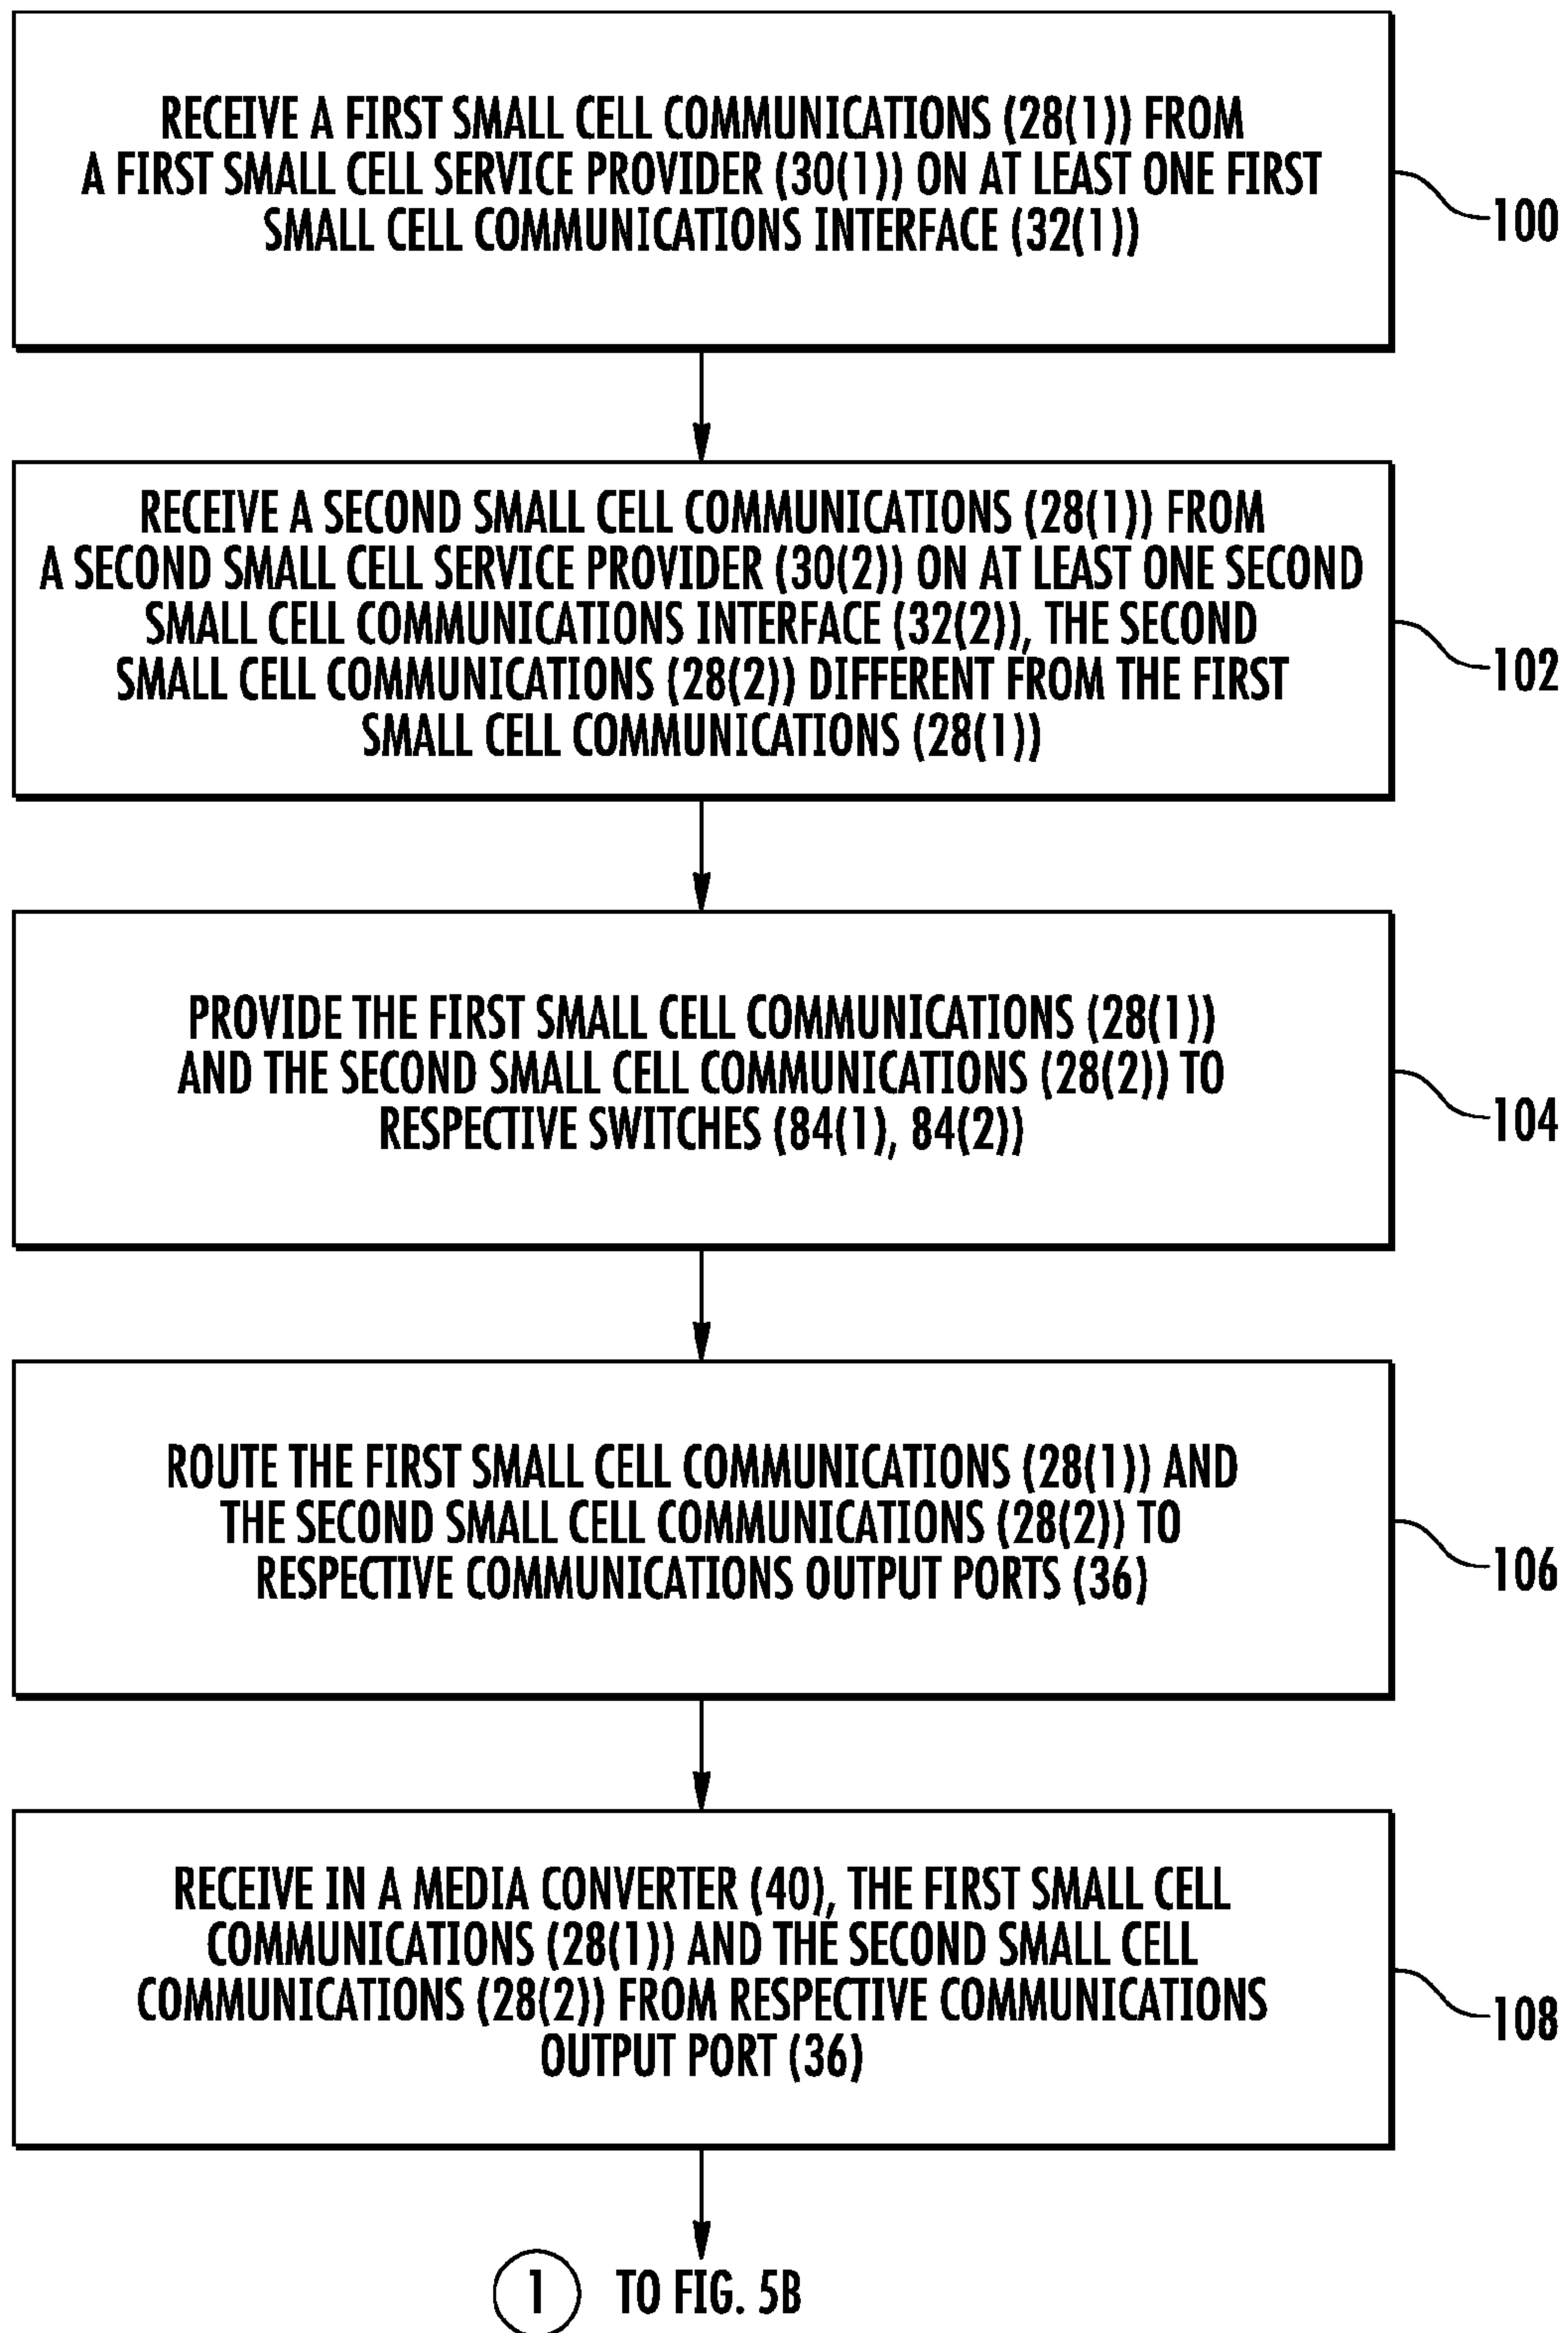 RECEIVE A FIRST SMALL CELL COMMUNICATIONS (28(1)) FROM
A FIRST SMALL CELL SERVICE PROVIDER (30(1)) ON AT LEAST ONE FIRST
SMALL CELL COMMUNICATIONS INTERFACE (32(1))
100
RECEIVE A SECOND SMALL CELL COMMUNICATIONS (28(1)) FROM
A SECOND SMALL CELL SERVICE PROVIDER (30(2)) ON AT LEAST ONE SECOND
SMALL CELL COMMUNICATIONS INTERFACE (32(2)), THE SECOND
SMALL CELL COMMUNICATIONS (28(2)) DIFFERENT FROM THE FIRST
SMALL CELL COMMUNICATIONS (28(1))
102
PROVIDE THE FIRST SMALL CELL COMMUNICATIONS (28(1))
AND THE SECOND SMALL CELL COMMUNICATIONS (28(2)) TO
RESPECTIVE SWITCHES (84(1), 84(2))
104
ROUTE THE FIRST SMALL CELL COMMUNICATIONS (28(1)) AND
THE SECOND SMALL CELL COMMUNICATIONS (28(2)) TO
RESPECTIVE COMMUNICATIONS OUTPUT PORTS (36)
106
RECEIVE IN A MEDIA CONVERTER (40), THE FIRST SMALL CELL
COMMUNICATIONS (28(1)) AND THE SECOND SMALL CELL
COMMUNICATIONS (28(2)) FROM RESPECTIVE COMMUNICATIONS
OUTPUT PORT (36)
108
1 TO FIG. 5B